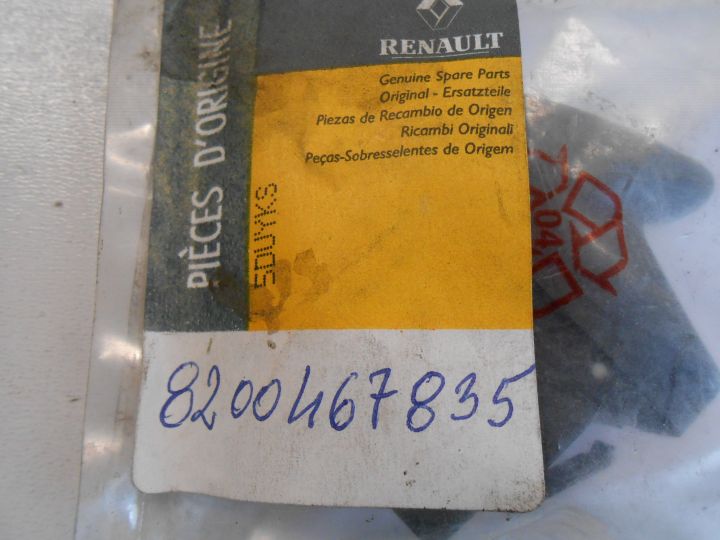 RENAULT
Genuine Spare Parts
Original - Ersatzteile
Piezas de Recambio de Origen
Ricambi Originali
Peças-Sobresselentes de Origem
PIÈCES D'ORIGINE
8200467835
04